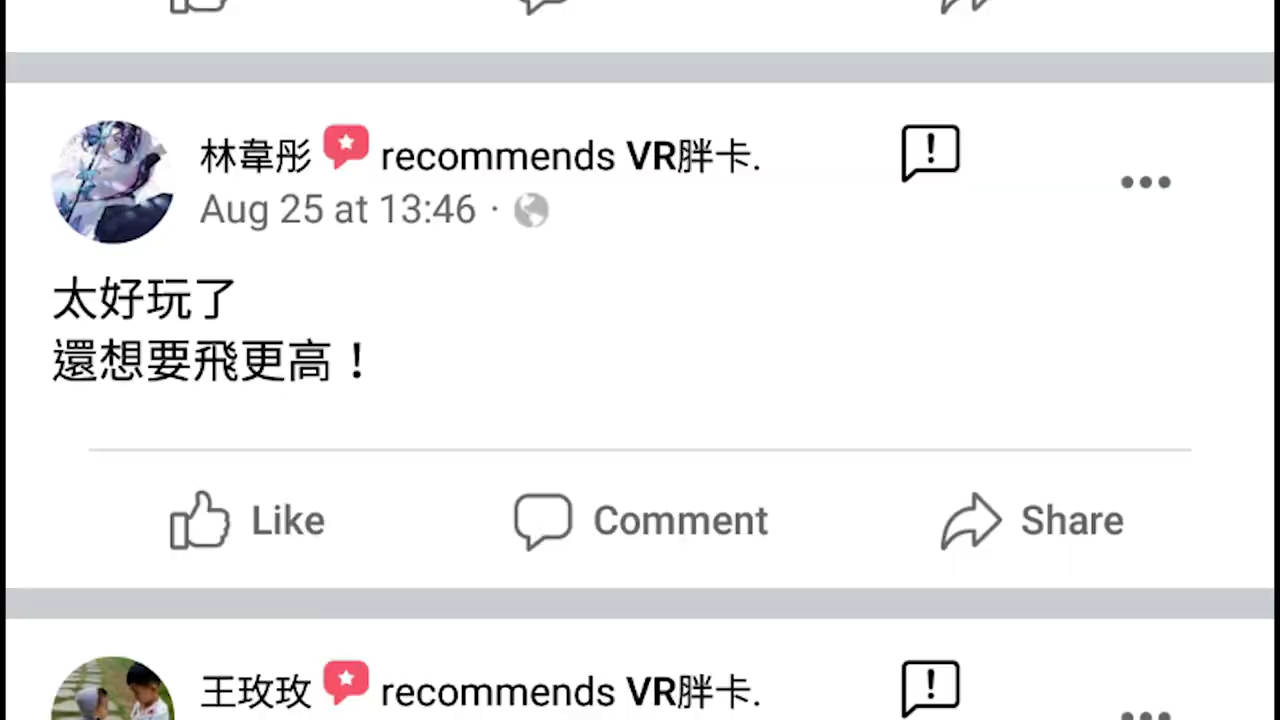 林韋彤 recommends VR胖卡.
Aug 25 at 13:46 ·
太好玩了
還想要飛更高！
Like Comment Share
王玫玫 recommends VR胖卡.